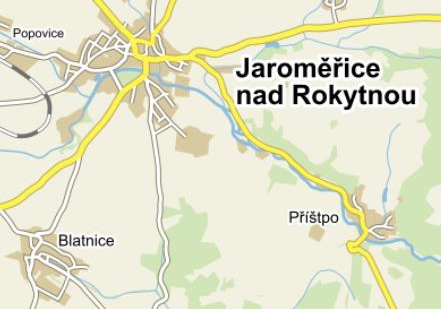 Popovice
Jaroměřice
nad Rokytnou
Příštpo
Blatnice